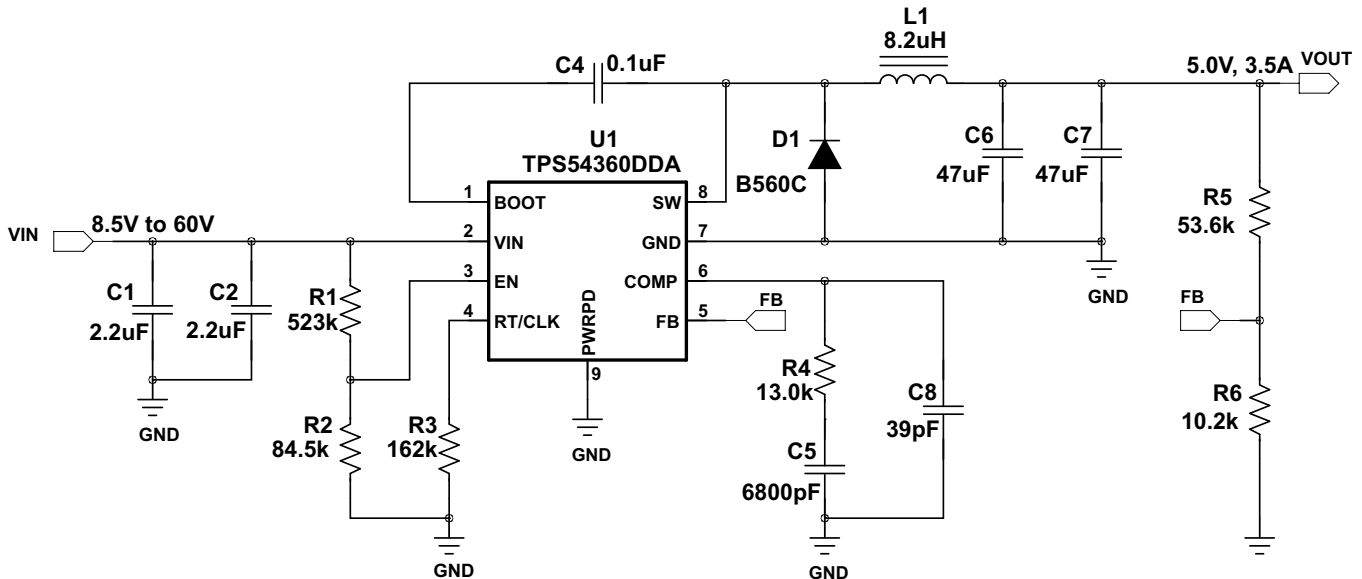 L1
8.2uH
C4
0.1uF
5.0V, 3.5A
VOUT
U1
TPS54360DDA
D1
B560C
C6
47uF
C7
47uF
R5
53.6k
VIN
8.5V to 60V
1
BOOT
SW
8
2
VIN
GND
7
3
EN
COMP
6
4
RT/CLK
FB
5
PWRPD
9
FB
GND
FB
C1
2.2uF
C2
2.2uF
R1
523k
R4
13.0k
C8
39pF
R6
10.2k
GND
R2
84.5k
R3
162k
GND
C5
6800pF
GND
GND